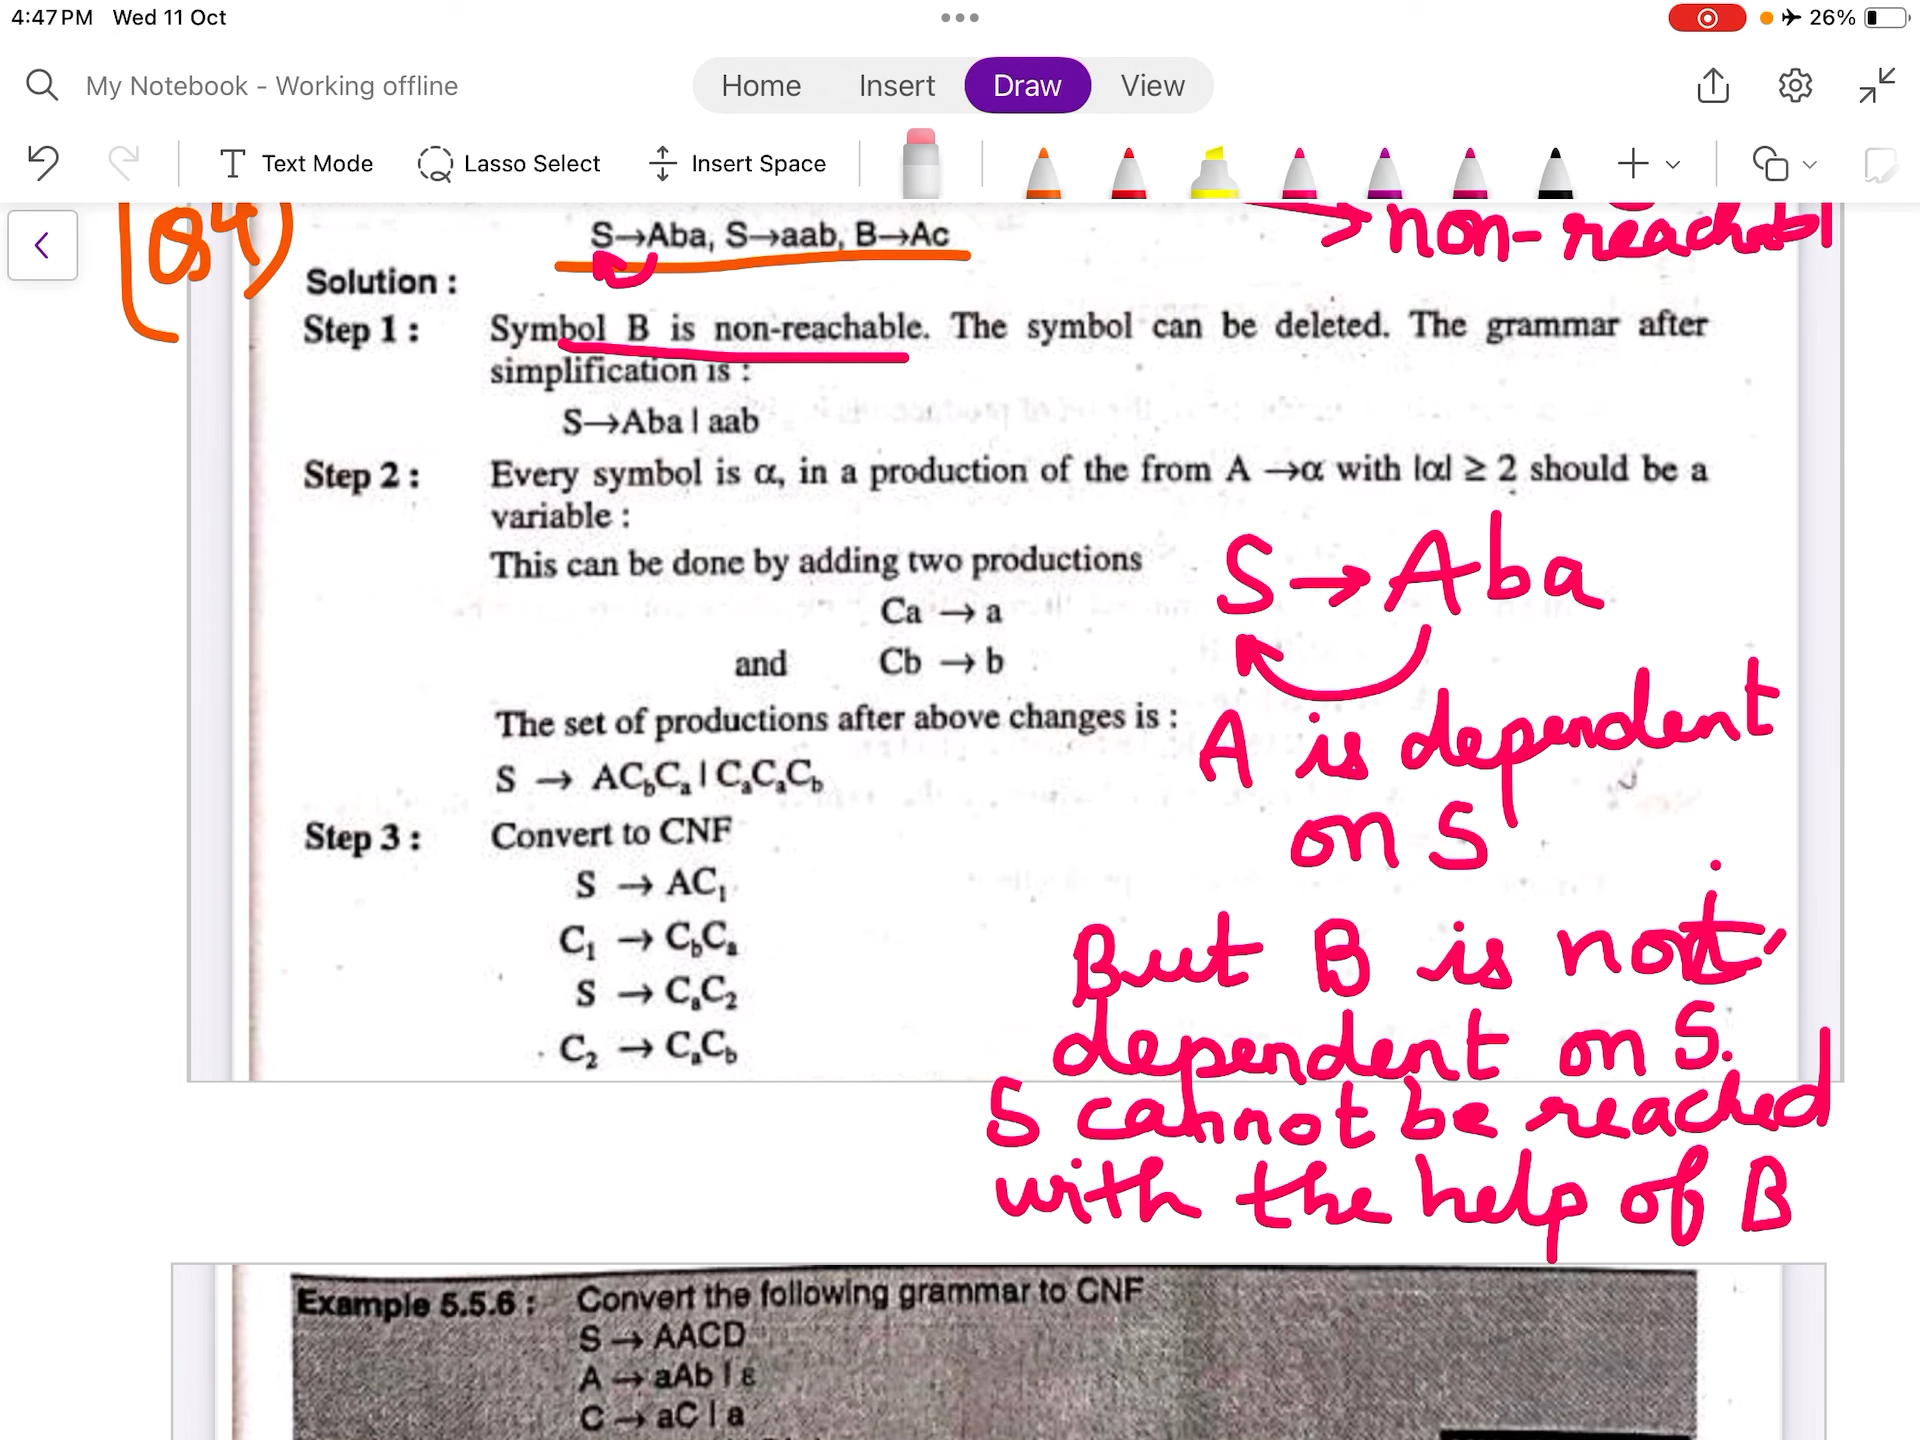 4:47 PM Wed 11 Oct
26%
My Notebook - Working offline
Home Insert Draw View
Text Mode Lasso Select Insert Space
Q4)
S→Aba, S→aab, B→Ac
→ non-reachabl
Solution :
Step 1 : Symbol B is non-reachable. The symbol can be deleted. The grammar after
simplification is :
S→Aba | aab
Step 2 : Every symbol is α, in a production of the from A →α with |α| ≥ 2 should be a
variable :
This can be done by adding two productions
Ca → a
and Cb → b
The set of productions after above changes is :
S → ACbCa | CaCaCb
Step 3 : Convert to CNF
S → AC1
C1 → CbCa
S → CaC2
C2 → CaCb
S → Aba
A is dependent
on S
But B is not
dependent on S.
S cannot be reached
with the help of B
Example 5.5.6 : Convert the following grammar to CNF
S → AACD
A → aAb | ε
C → aC | a